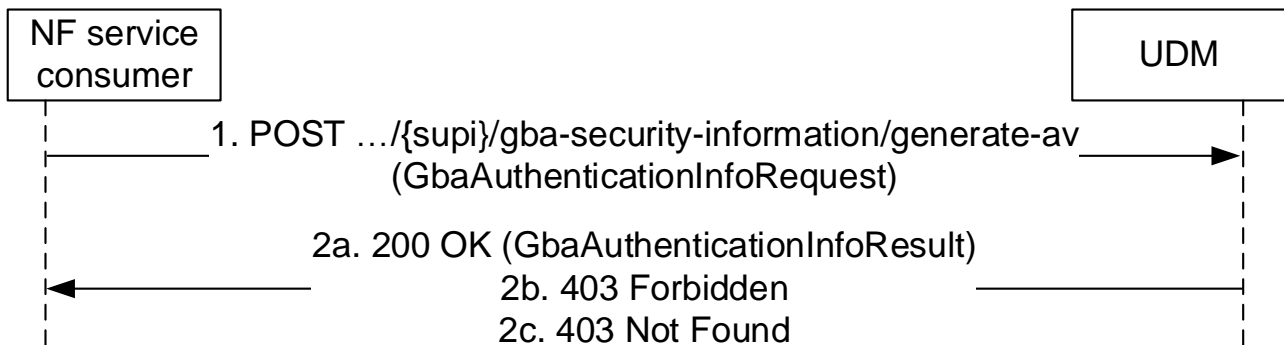 NF service
consumer
UDM
1. POST …/{supi}/gba-security-information/generate-av
(GbaAuthenticationInfoRequest)
2a. 200 OK (GbaAuthenticationInfoResult)
2b. 403 Forbidden
2c. 403 Not Found